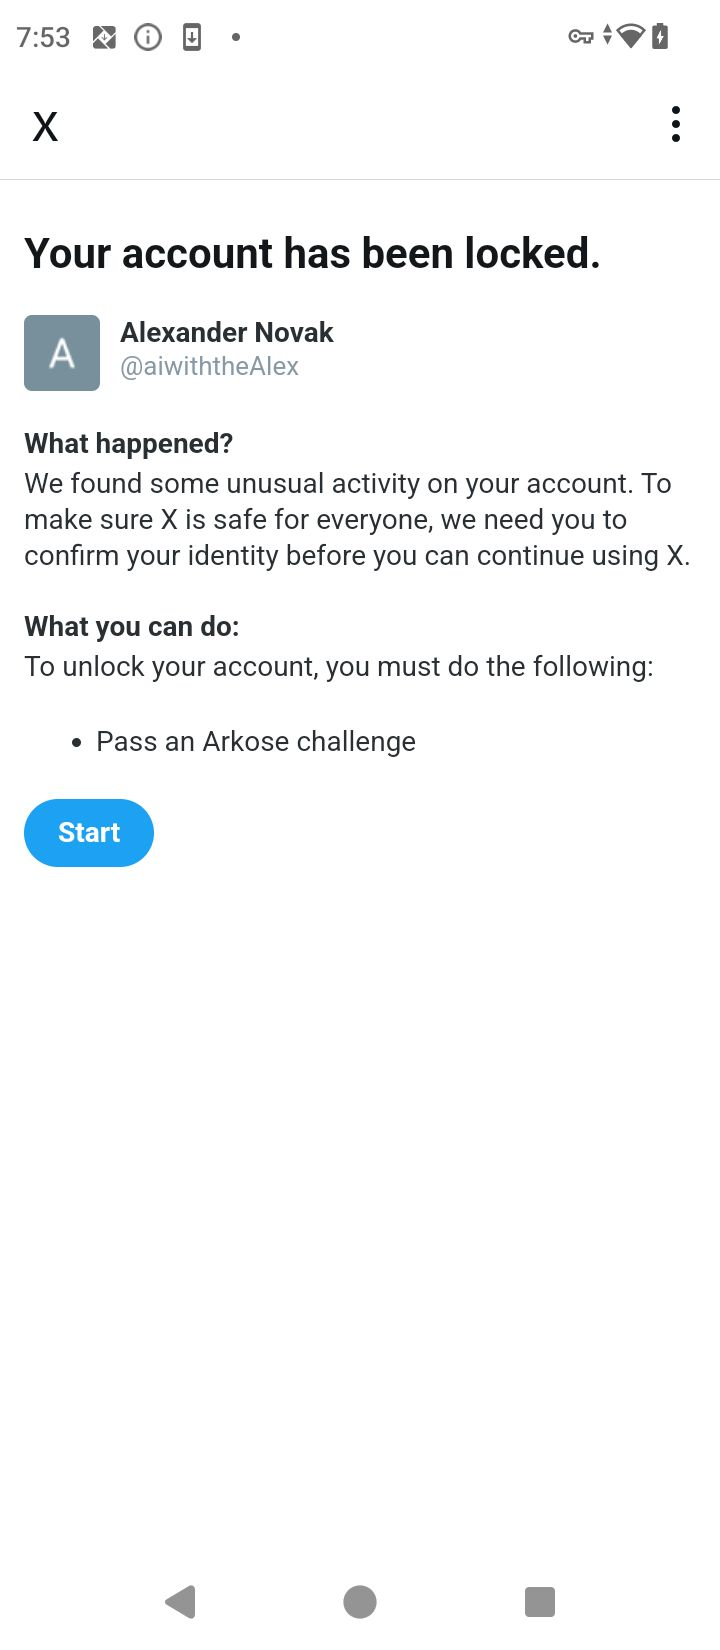 7:53
X
Your account has been locked.
A
Alexander Novak
@aiwiththeAlex
What happened?
We found some unusual activity on your account. To
make sure X is safe for everyone, we need you to
confirm your identity before you can continue using X.
What you can do:
To unlock your account, you must do the following:
• Pass an Arkose challenge
Start